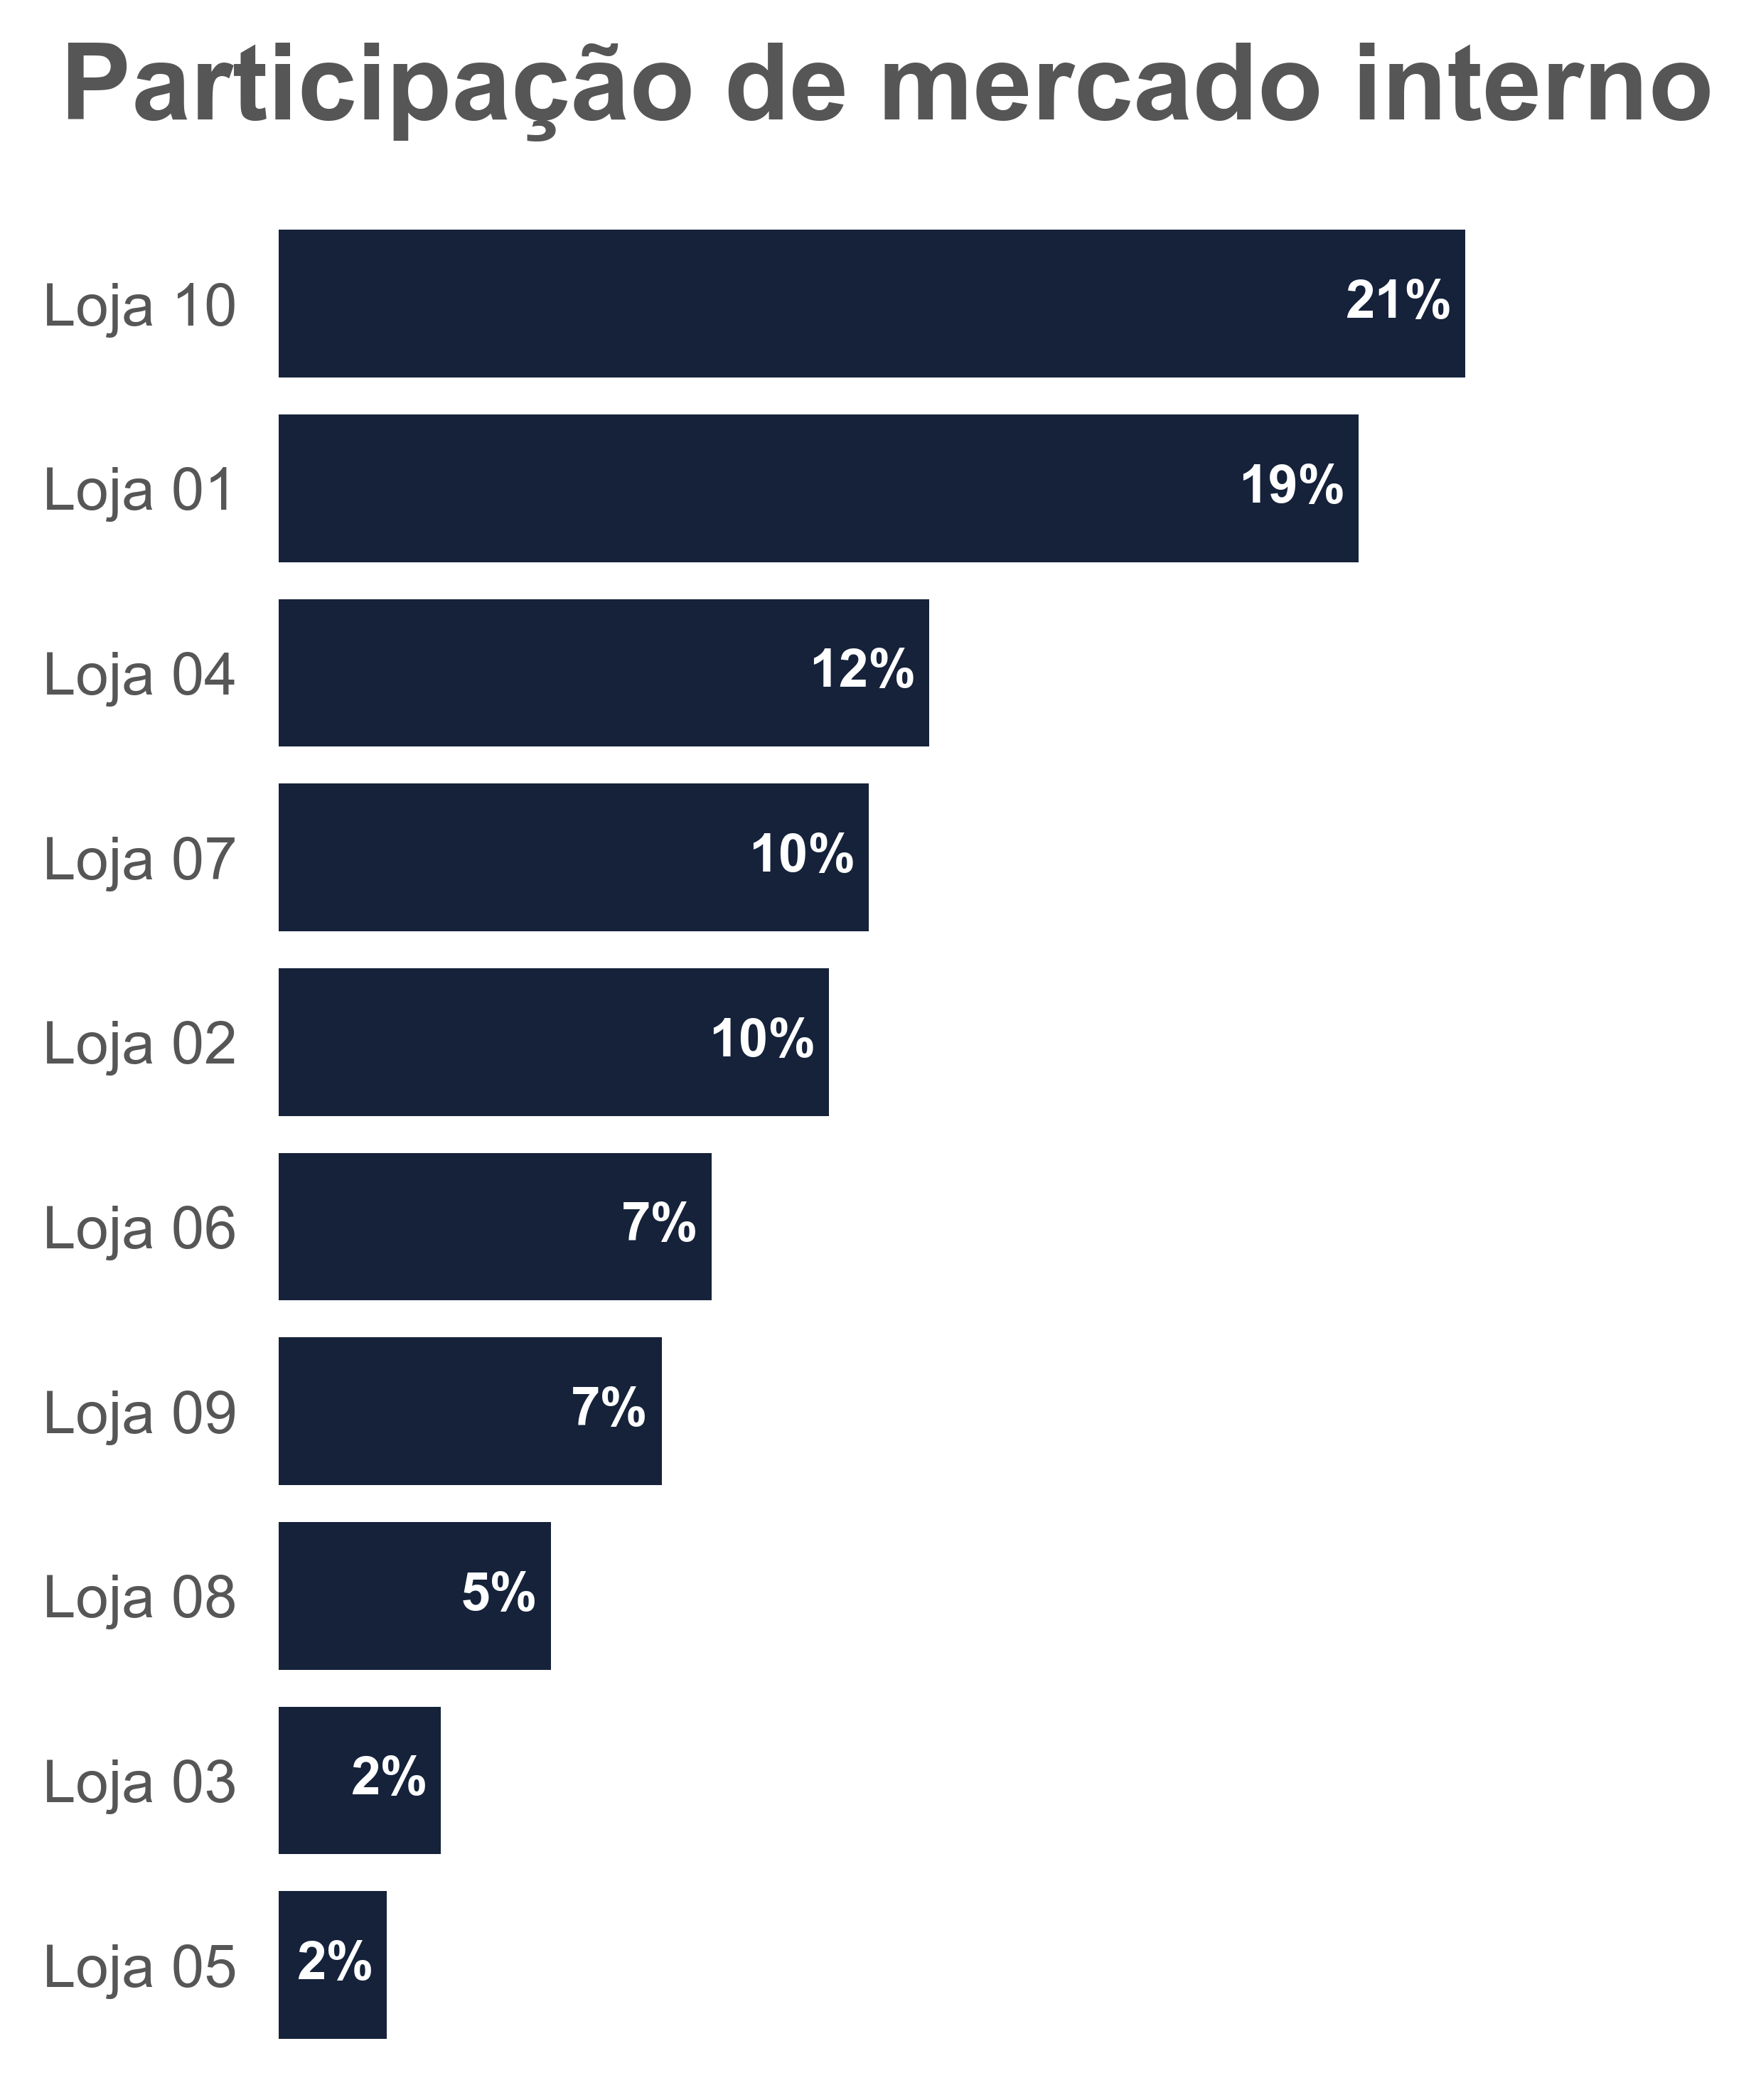 Participação de mercado interno
Loja 10 21%
Loja 01 19%
Loja 04 12%
Loja 07 10%
Loja 02 10%
Loja 06 7%
Loja 09 7%
Loja 08 5%
Loja 03 2%
Loja 05 2%